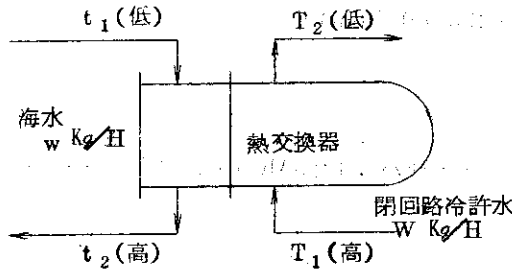 t₁(低)
T₂(低)
海水
w Kg/H
熱交換器
閉回路冷許水
W Kg/H
t₂(高)
T₁(高)